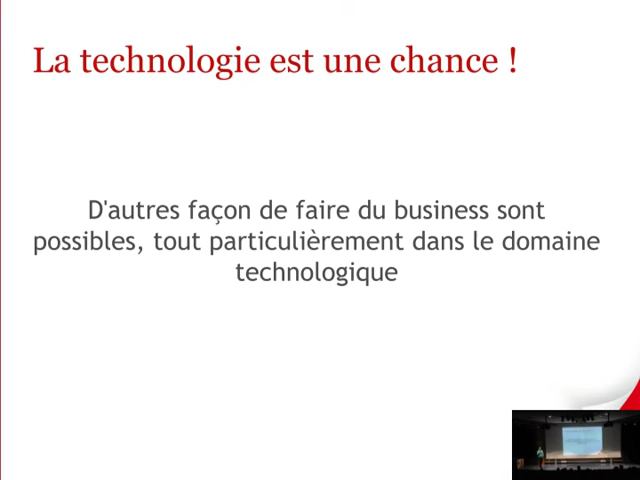 La technologie est une chance !
D'autres façon de faire du business sont
possibles, tout particulièrement dans le domaine
technologique